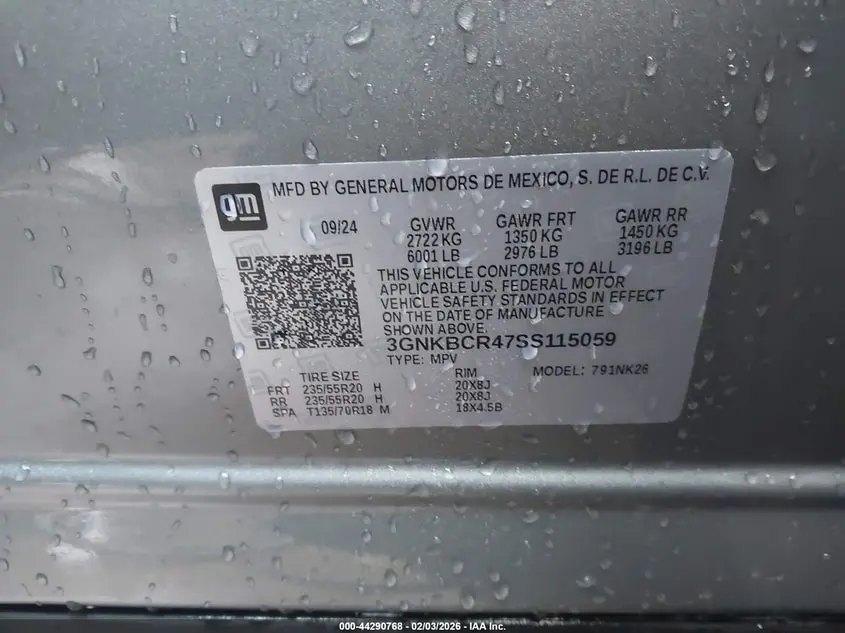 gm
MFD BY GENERAL MOTORS DE MEXICO, S. DE R.L. DE C.V.
09/24 GVWR GAWR FRT GAWR RR
2722 KG 1350 KG 1450 KG
6001 LB 2976 LB 3196 LB
THIS VEHICLE CONFORMS TO ALL
APPLICABLE U.S. FEDERAL MOTOR
VEHICLE SAFETY STANDARDS IN EFFECT
ON THE DATE OF MANUFACTURE
SHOWN ABOVE.
3GNKBCR47SS115059
TYPE: MPV
TIRE SIZE RIM MODEL: 791NK26
FRT 235/55R20 H 20X8J
RR 235/55R20 H 20X8J
SPA T135/70R18 M 18X4.5B
000-44290768 - 02/03/2026 - IAA Inc.